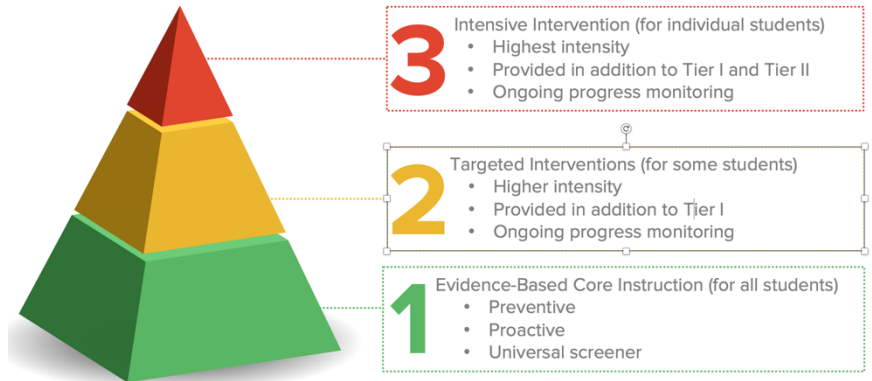 3
Intensive Intervention (for individual students)
• Highest intensity
• Provided in addition to Tier I and Tier II
• Ongoing progress monitoring
2
Targeted Interventions (for some students)
• Higher intensity
• Provided in addition to Tier I
• Ongoing progress monitoring
1
Evidence-Based Core Instruction (for all students)
• Preventive
• Proactive
• Universal screener